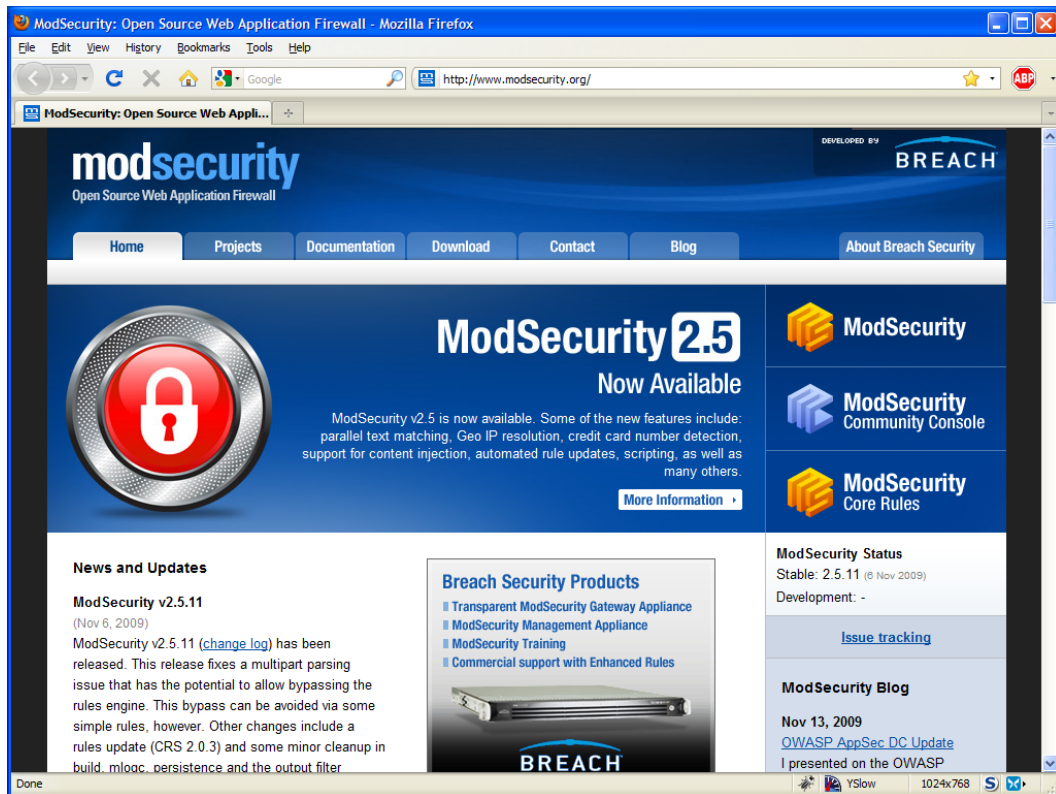 ModSecurity: Open Source Web Application Firewall - Mozilla Firefox
File Edit View History Bookmarks Tools Help
Google
http://www.modsecurity.org/
ABP
ModSecurity: Open Source Web Appli...
modsecurity
Open Source Web Application Firewall
DEVELOPED BY
BREACH
Home Projects Documentation Download Contact Blog About Breach Security
ModSecurity 2.5
Now Available
ModSecurity v2.5 is now available. Some of the new features include:
parallel text matching, Geo IP resolution, credit card number detection,
support for content injection, automated rule updates, scripting, as well as
many others.
More Information
ModSecurity
ModSecurity
Community Console
ModSecurity
Core Rules
News and Updates
ModSecurity v2.5.11
(Nov 6, 2009)
ModSecurity v2.5.11 (change log) has been
released. This release fixes a multipart parsing
issue that has the potential to allow bypassing the
rules engine. This bypass can be avoided via some
simple rules, however. Other changes include a
rules update (CRS 2.0.3) and some minor cleanup in
build, mlogc, persistence and the output filter
Breach Security Products
Transparent ModSecurity Gateway Appliance
ModSecurity Management Appliance
ModSecurity Training
Commercial support with Enhanced Rules
BREACH
ModSecurity Status
Stable: 2.5.11 (6 Nov 2009)
Development: -
Issue tracking
ModSecurity Blog
Nov 13, 2009
OWASP AppSec DC Update
I presented on the OWASP
Done
YSlow 1024x768 S